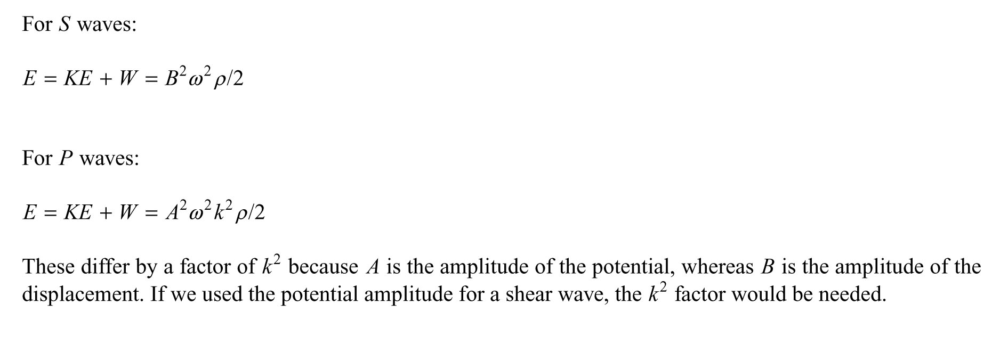 For S waves:
E = KE + W = B²ω²ρ/2
For P waves:
E = KE + W = A²ω²k²ρ/2
These differ by a factor of k² because A is the amplitude of the potential, whereas B is the amplitude of the
displacement. If we used the potential amplitude for a shear wave, the k² factor would be needed.